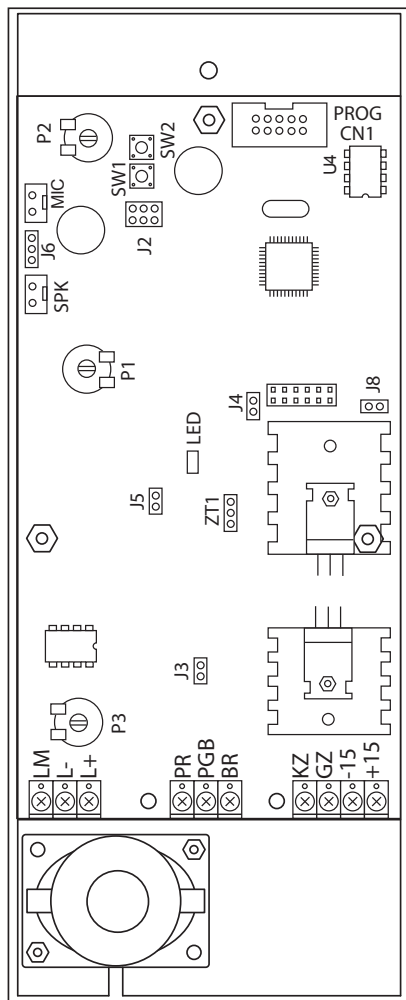 P2
PROG
CN1
SW2
SW1
U4
MIC
J2
J6
SPK
P1
J4
J8
LED
J5
ZT1
J3
P3
LM
L-
L+
PR
PGB
BR
KZ
GZ
-15
+15